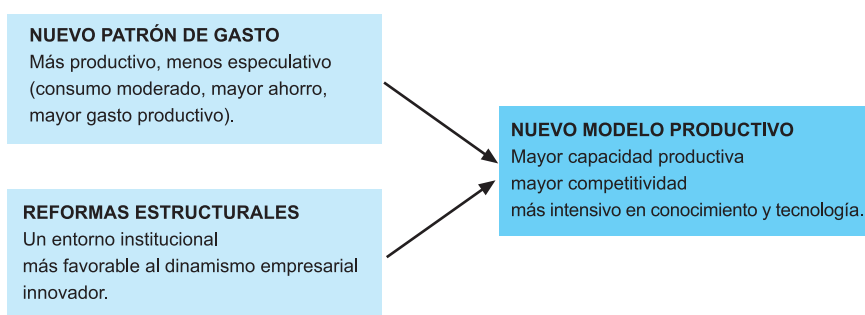 NUEVO PATRÓN DE GASTO
Más productivo, menos especulativo
(consumo moderado, mayor ahorro,
mayor gasto productivo).
REFORMAS ESTRUCTURALES
Un entorno institucional
más favorable al dinamismo empresarial
innovador.
NUEVO MODELO PRODUCTIVO
Mayor capacidad productiva
mayor competitividad
más intensivo en conocimiento y tecnología.